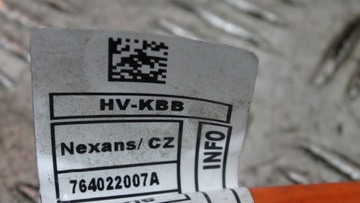 HV-KBB
Nexans/ CZ
INFO
764022007A